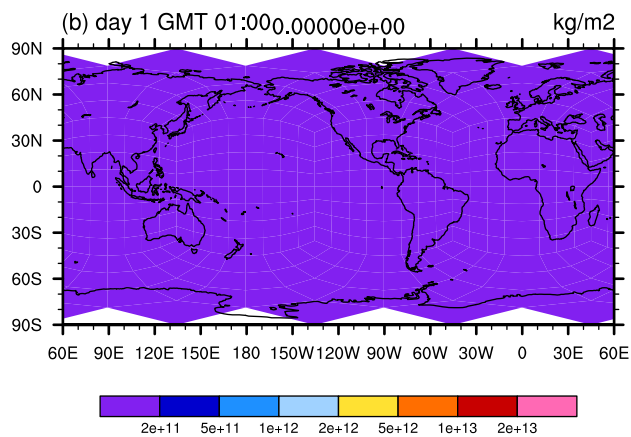 (b) day 1 GMT 01:00 0.00000e+00 kg/m2
90N
60N
30N
0
30S
60S
90S
60E 90E 120E 150E 180 150W 120W 90W 60W 30W 0 30E 60E
2e+11 5e+11 1e+12 2e+12 5e+12 1e+13 2e+13